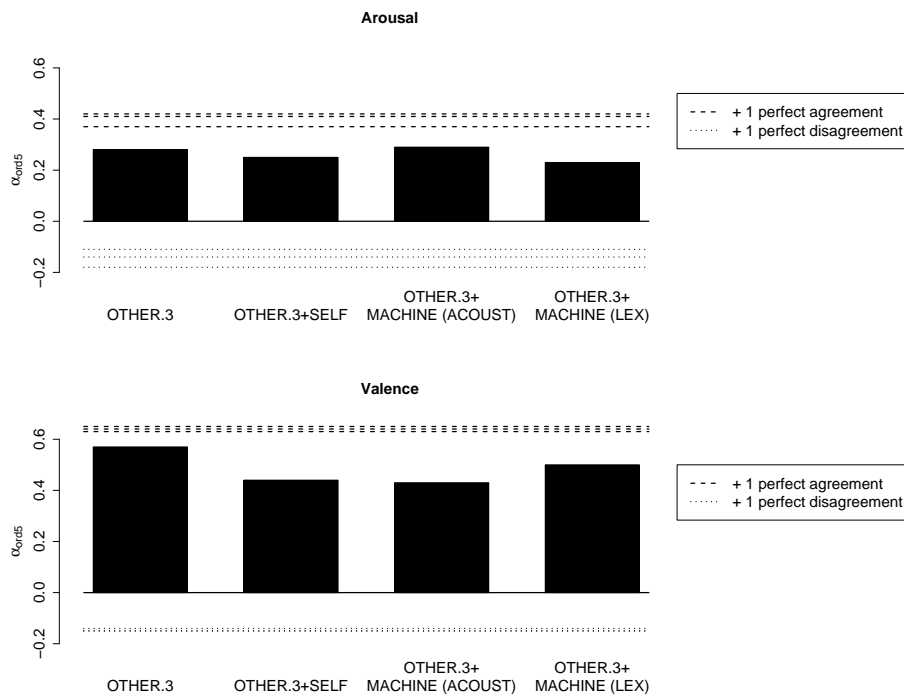 Arousal
0.6
0.4
0.2
0.0
−0.2
αord5
OTHER.3
OTHER.3+SELF
OTHER.3+
MACHINE (ACOUST)
OTHER.3+
MACHINE (LEX)
+ 1 perfect agreement
+ 1 perfect disagreement
Valence
0.6
0.4
0.2
0.0
−0.2
αord5
OTHER.3
OTHER.3+SELF
OTHER.3+
MACHINE (ACOUST)
OTHER.3+
MACHINE (LEX)
+ 1 perfect agreement
+ 1 perfect disagreement